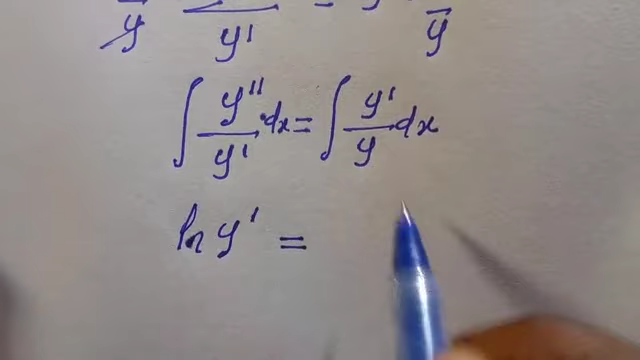 y y' = y
∫ y''/y' · dx = ∫ y'/y dx
ln y' =